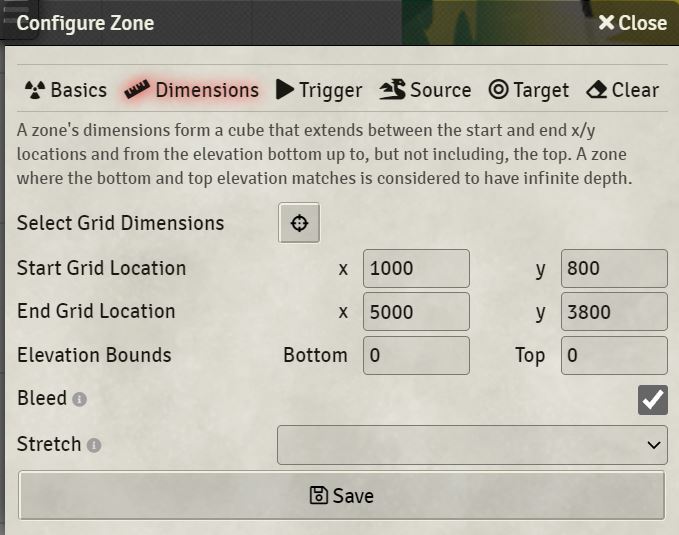 Configure Zone Close
Basics Dimensions Trigger Source Target Clear
A zone's dimensions form a cube that extends between the start and end x/y
locations and from the elevation bottom up to, but not including, the top. A zone
where the bottom and top elevation matches is considered to have infinite depth.
Select Grid Dimensions
Start Grid Location x 1000 y 800
End Grid Location x 5000 y 3800
Elevation Bounds Bottom 0 Top 0
Bleed
Stretch
Save